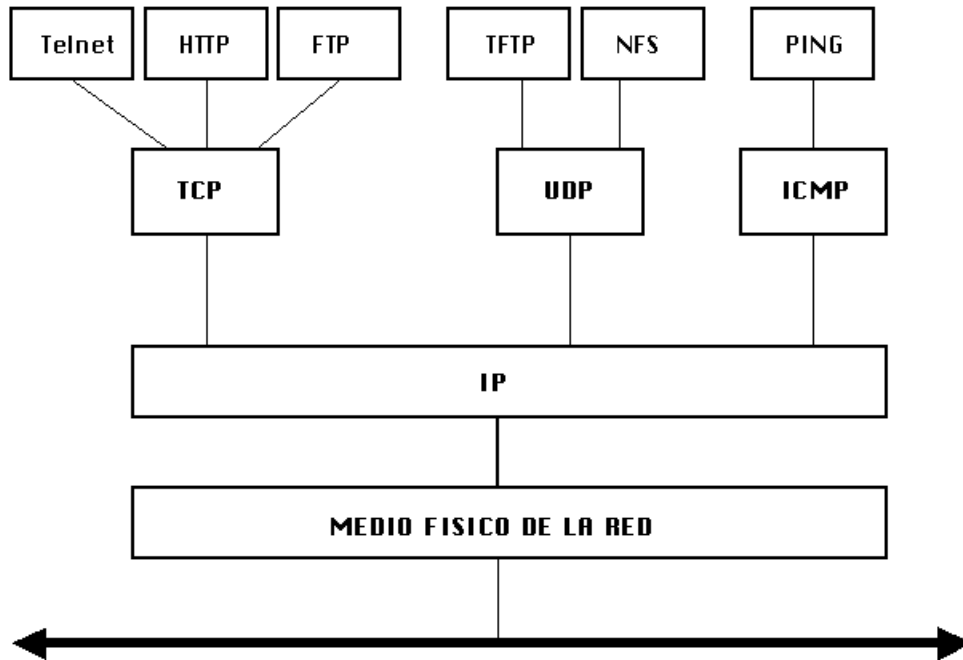 Telnet
HTTP
FTP
TFTP
NFS
PING
TCP
UDP
ICMP
IP
MEDIO FISICO DE LA RED